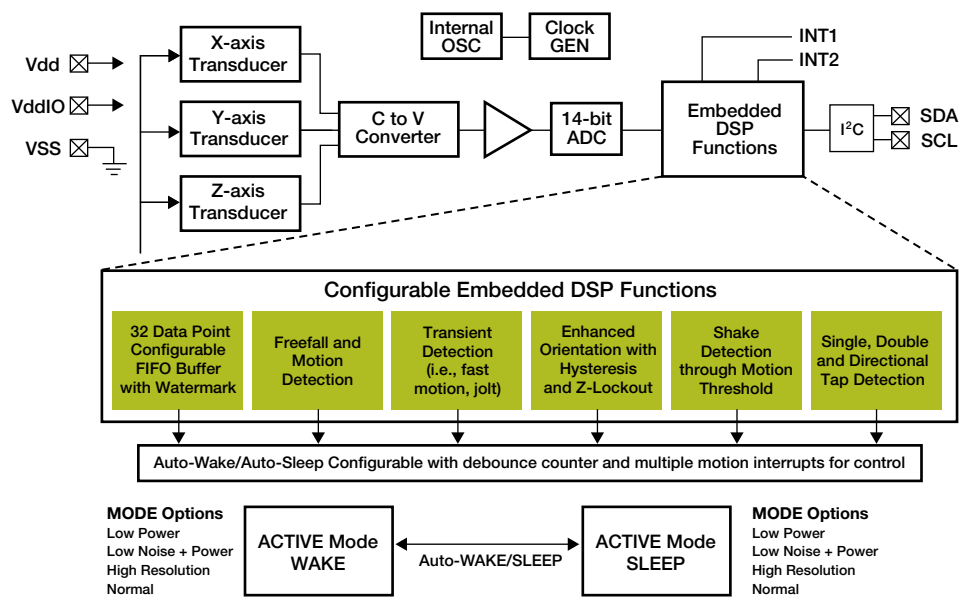 Vdd
VddIO
VSS
X-axis
Transducer
Y-axis
Transducer
Z-axis
Transducer
Internal
OSC
Clock
GEN
C to V
Converter
14-bit
ADC
Embedded
DSP
Functions
INT1
INT2
I²C
SDA
SCL
Configurable Embedded DSP Functions
32 Data Point
Configurable
FIFO Buffer
with Watermark
Freefall and
Motion
Detection
Transient
Detection
(i.e., fast
motion, jolt)
Enhanced
Orientation with
Hysteresis
and Z-Lockout
Shake
Detection
through Motion
Threshold
Single, Double
and Directional
Tap Detection
Auto-Wake/Auto-Sleep Configurable with debounce counter and multiple motion interrupts for control
MODE Options
Low Power
Low Noise + Power
High Resolution
Normal
ACTIVE Mode
WAKE
Auto-WAKE/SLEEP
ACTIVE Mode
SLEEP
MODE Options
Low Power
Low Noise + Power
High Resolution
Normal